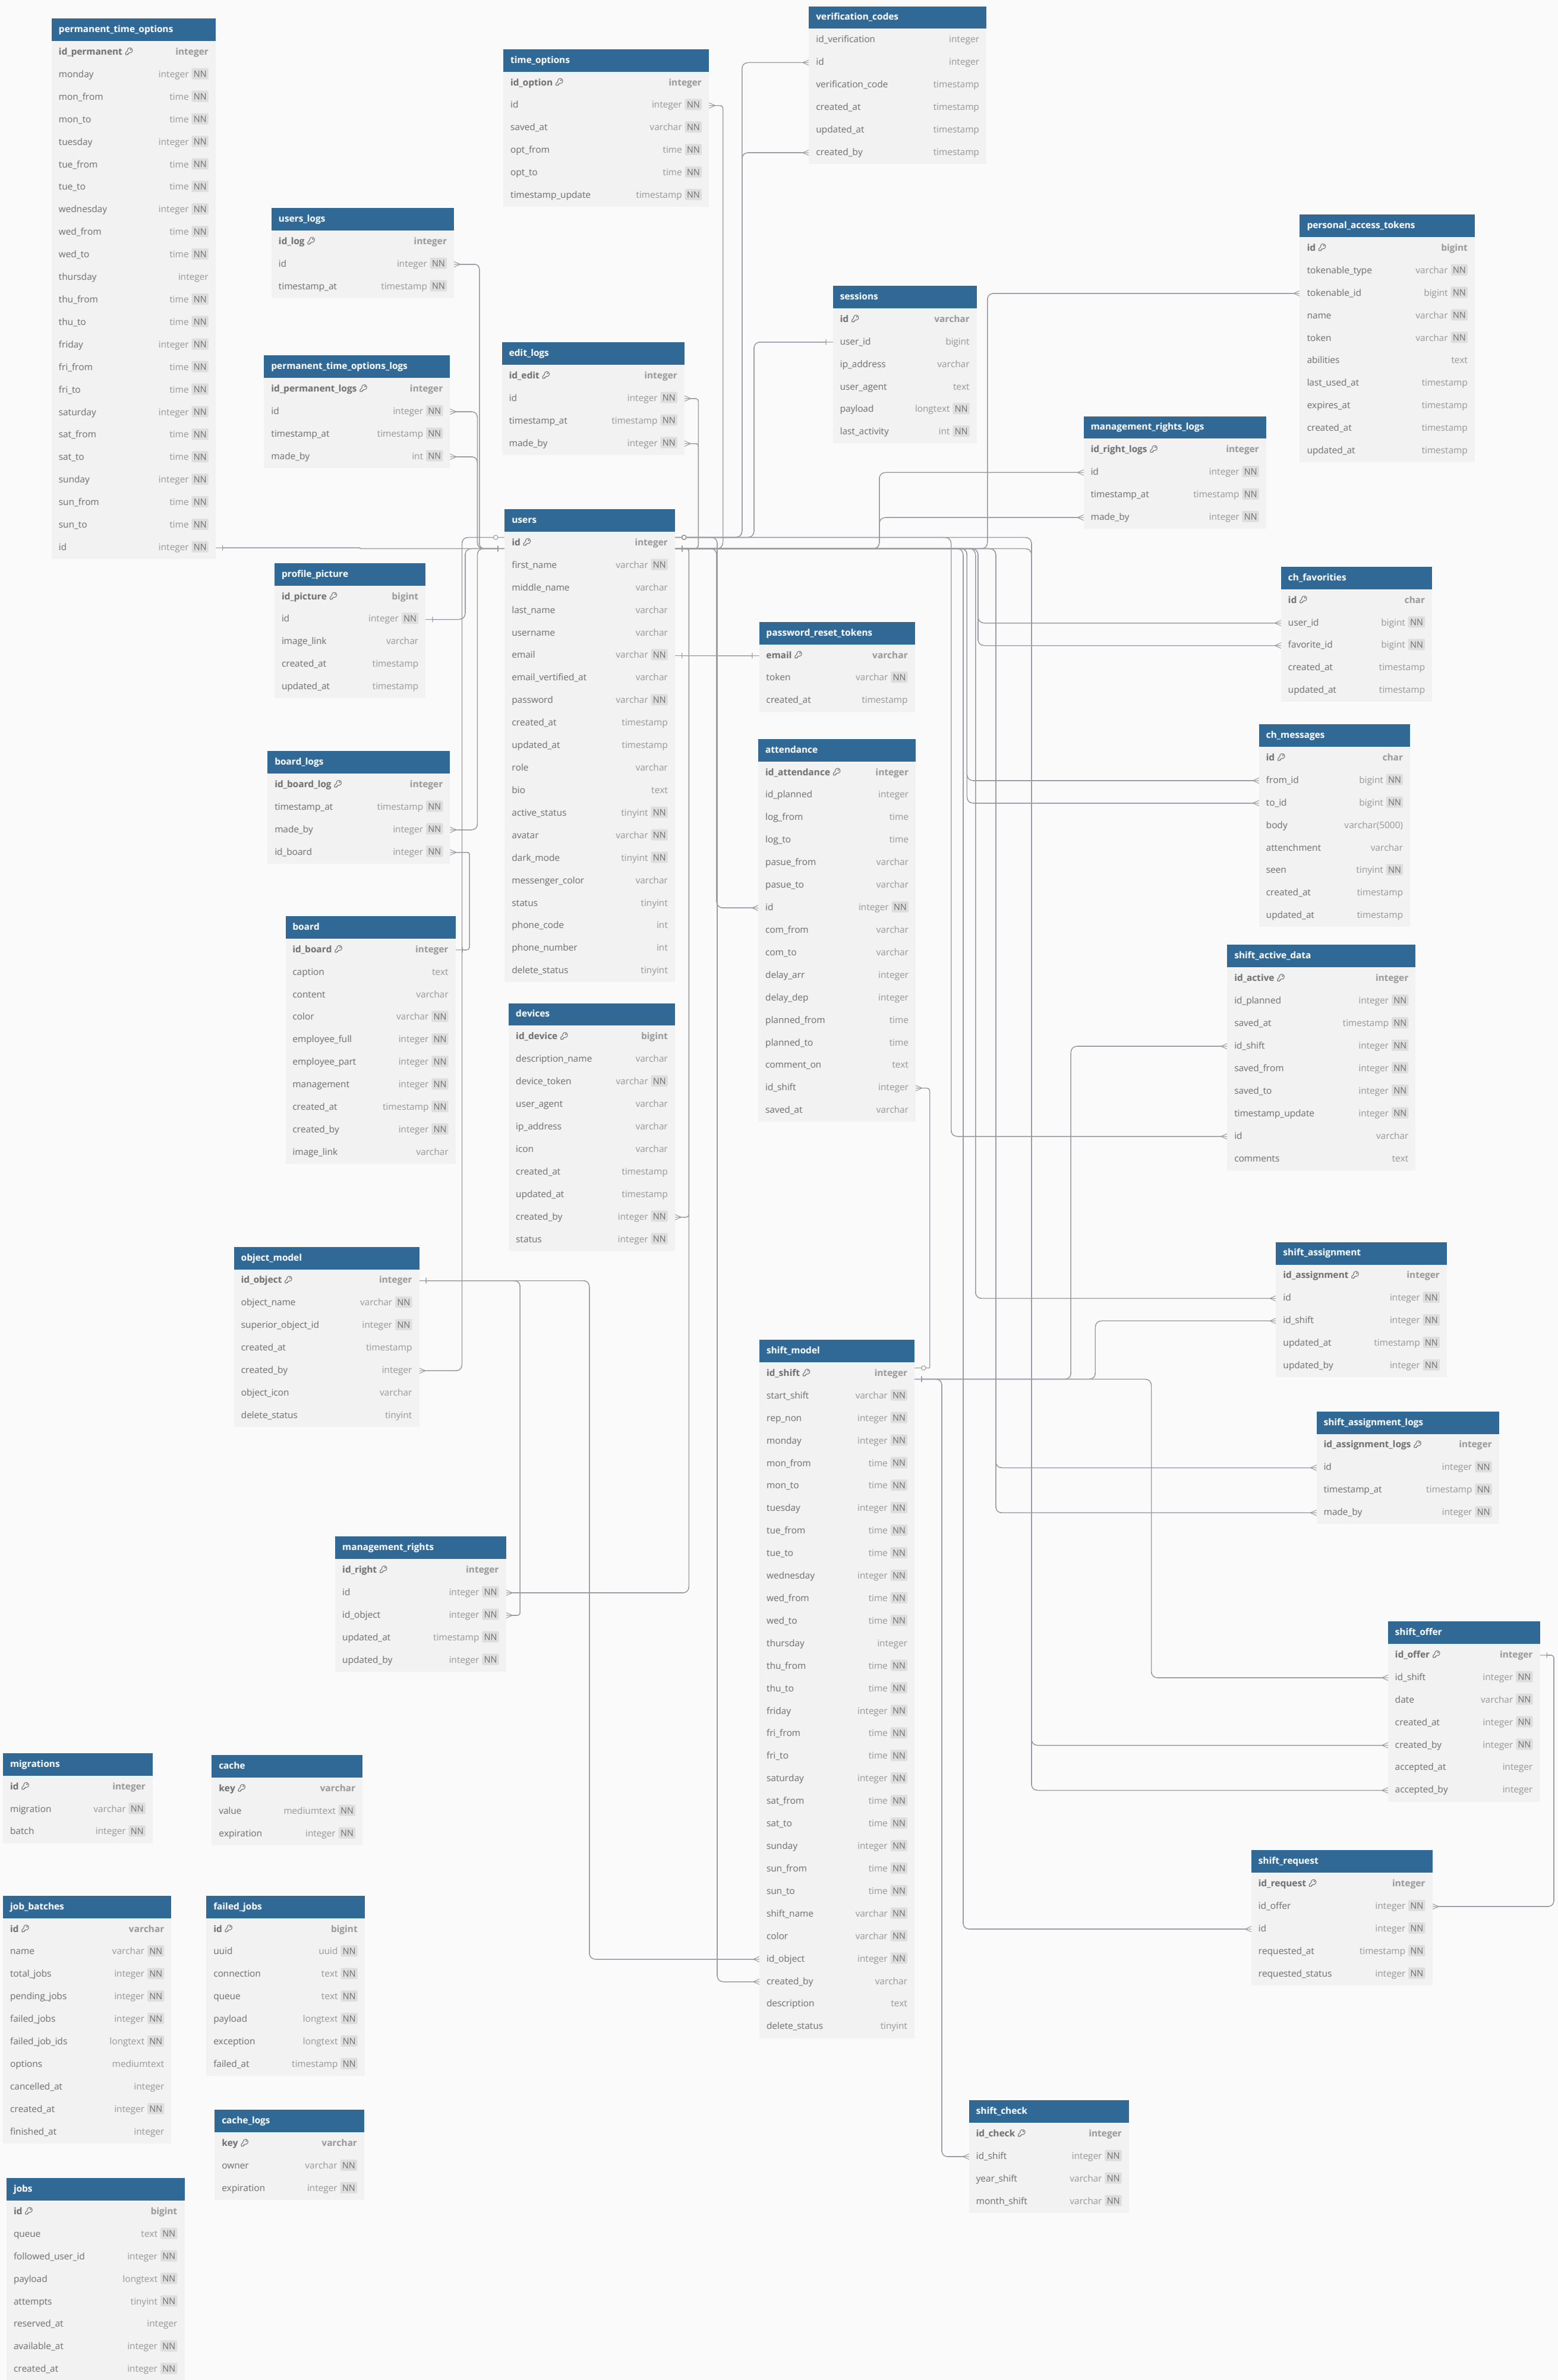 permanent_time_options
id_permanent integer
monday integer NN
mon_from time NN
mon_to time NN
tuesday integer NN
tue_from time NN
tue_to time NN
wednesday integer NN
wed_from time NN
wed_to time NN
thursday integer
thu_from time NN
thu_to time NN
friday integer NN
fri_from time NN
fri_to time NN
saturday integer NN
sat_from time NN
sat_to time NN
sunday integer NN
sun_from time NN
sun_to time NN
id integer NN
time_options
id_option integer
id integer NN
saved_at varchar NN
opt_from time NN
opt_to time NN
timestamp_update timestamp NN
verification_codes
id_verification integer
id integer
verification_code timestamp
created_at timestamp
updated_at timestamp
created_by timestamp
users_logs
id_log integer
id integer NN
timestamp_at timestamp NN
personal_access_tokens
id bigint
tokenable_type varchar NN
tokenable_id bigint NN
name varchar NN
token varchar NN
abilities text
last_used_at timestamp
expires_at timestamp
created_at timestamp
updated_at timestamp
sessions
id varchar
user_id bigint
ip_address varchar
user_agent text
payload longtext NN
last_activity int NN
permanent_time_options_logs
id_permanent_logs integer
id integer NN
timestamp_at timestamp NN
made_by int NN
edit_logs
id_edit integer
id integer NN
timestamp_at timestamp NN
made_by integer NN
management_rights_logs
id_right_logs integer
id integer NN
timestamp_at timestamp NN
made_by integer NN
users
id integer
first_name varchar NN
middle_name varchar
last_name varchar
username varchar
email varchar NN
email_vertified_at varchar
password varchar NN
created_at timestamp
updated_at timestamp
role varchar
bio text
active_status tinyint NN
avatar varchar NN
dark_mode tinyint NN
messenger_color varchar
status tinyint
phone_code int
phone_number int
delete_status tinyint
profile_picture
id_picture bigint
id integer NN
image_link varchar
created_at timestamp
updated_at timestamp
ch_favorities
id char
user_id bigint NN
favorite_id bigint NN
created_at timestamp
updated_at timestamp
password_reset_tokens
email varchar
token varchar NN
created_at timestamp
ch_messages
id char
from_id bigint NN
to_id bigint NN
body varchar(5000)
attenchment varchar
seen tinyint NN
created_at timestamp
updated_at timestamp
attendance
id_attendance integer
id_planned integer
log_from time
log_to time
pasue_from varchar
pasue_to varchar
id integer NN
com_from varchar
com_to varchar
delay_arr integer
delay_dep integer
planned_from time
planned_to time
comment_on text
id_shift integer
saved_at varchar
board_logs
id_board_log integer
timestamp_at timestamp NN
made_by integer NN
id_board integer NN
board
id_board integer
caption text
content varchar
color varchar NN
employee_full integer NN
employee_part integer NN
management integer NN
created_at timestamp NN
created_by integer NN
image_link varchar
shift_active_data
id_active integer
id_planned integer NN
saved_at timestamp NN
id_shift integer NN
saved_from integer NN
saved_to integer NN
timestamp_update integer NN
id varchar
comments text
devices
id_device bigint
description_name varchar
device_token varchar NN
user_agent varchar
ip_address varchar
icon varchar
created_at timestamp
updated_at timestamp
created_by integer NN
status integer NN
object_model
id_object integer
object_name varchar NN
superior_object_id integer NN
created_at timestamp
created_by integer
object_icon varchar
delete_status tinyint
shift_assignment
id_assignment integer
id integer NN
id_shift integer NN
updated_at timestamp NN
updated_by integer NN
shift_model
id_shift integer
start_shift varchar NN
rep_non integer NN
monday integer NN
mon_from time NN
mon_to time NN
tuesday integer NN
tue_from time NN
tue_to time NN
wednesday integer NN
wed_from time NN
wed_to time NN
thursday integer
thu_from time NN
thu_to time NN
friday integer NN
fri_from time NN
fri_to time NN
saturday integer NN
sat_from time NN
sat_to time NN
sunday integer NN
sun_from time NN
sun_to time NN
shift_name varchar NN
color varchar NN
id_object integer NN
created_by varchar
description text
delete_status tinyint
shift_assignment_logs
id_assignment_logs integer
id integer NN
timestamp_at timestamp NN
made_by integer NN
management_rights
id_right integer
id integer NN
id_object integer NN
updated_at timestamp NN
updated_by integer NN
shift_offer
id_offer integer
id_shift integer NN
date varchar NN
created_at integer NN
created_by integer NN
accepted_at integer
accepted_by integer
migrations
id integer
migration varchar NN
batch integer NN
cache
key varchar
value mediumtext NN
expiration integer NN
shift_request
id_request integer
id_offer integer NN
id integer NN
requested_at timestamp NN
requested_status integer NN
job_batches
id varchar
name varchar NN
total_jobs integer NN
pending_jobs integer NN
failed_jobs integer NN
failed_job_ids longtext NN
options mediumtext
cancelled_at integer
created_at integer NN
finished_at integer
failed_jobs
id bigint
uuid uuid NN
connection text NN
queue text NN
payload longtext NN
exception longtext NN
failed_at timestamp NN
shift_check
id_check integer
id_shift integer NN
year_shift varchar NN
month_shift varchar NN
cache_logs
key varchar
owner varchar NN
expiration integer NN
jobs
id bigint
queue text NN
followed_user_id integer NN
payload longtext NN
attempts tinyint NN
reserved_at integer
available_at integer NN
created_at integer NN